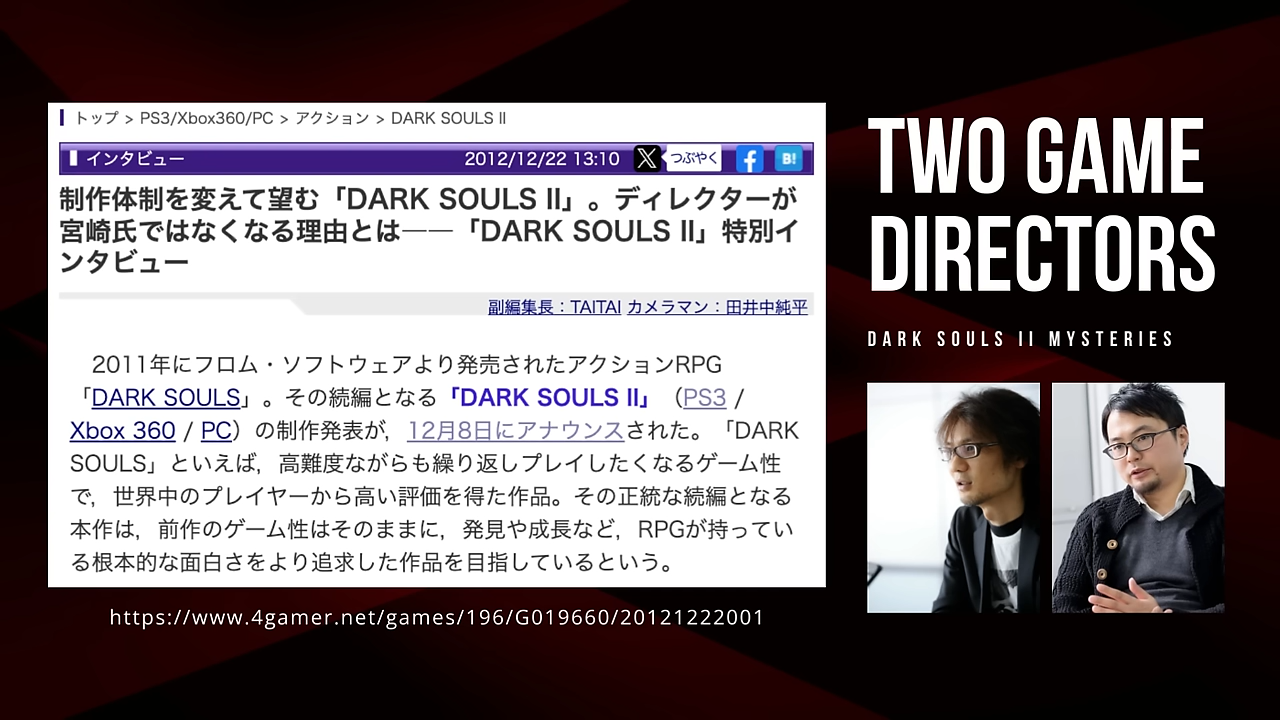 トップ > PS3/Xbox360/PC > アクション > DARK SOULS II
インタビュー 2012/12/22 13:10 X つぶやく f B!
制作体制を変えて望む「DARK SOULS II」。ディレクターが
宮崎氏ではなくなる理由とは――「DARK SOULS II」特別イ
ンタビュー
副編集長：TAITAI カメラマン：田井中純平
2011年にフロム・ソフトウェアより発売されたアクションRPG
「DARK SOULS」。その続編となる「DARK SOULS II」（PS3 /
Xbox 360 / PC）の制作発表が，12月8日にアナウンスされた。「DARK
SOULS」といえば，高難度ながらも繰り返しプレイしたくなるゲーム性
で，世界中のプレイヤーから高い評価を得た作品。その正統な続編となる
本作は，前作のゲーム性はそのままに，発見や成長など，RPGが持ってい
る根本的な面白さをより追求した作品を目指しているという。
https://www.4gamer.net/games/196/G019660/20121222001
TWO GAME
DIRECTORS
DARK SOULS II MYSTERIES